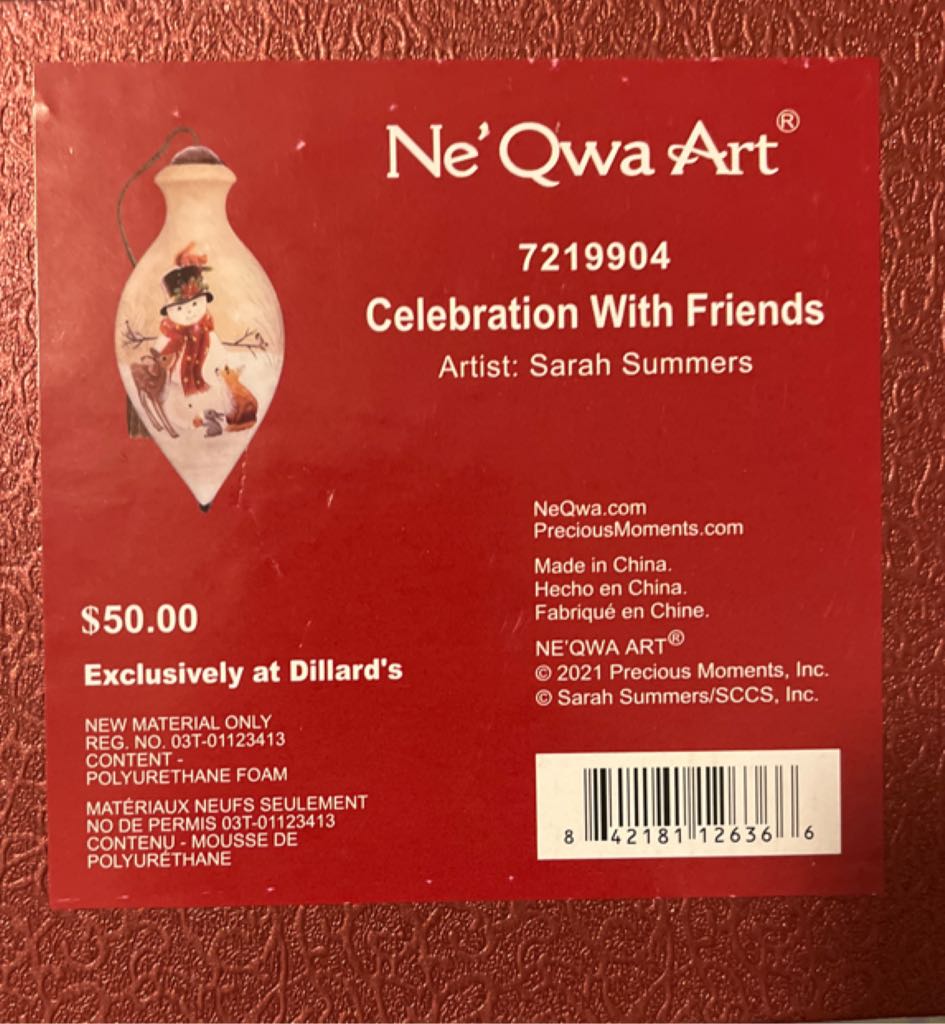 Ne'Qwa Art®
7219904
Celebration With Friends
Artist: Sarah Summers
NeQwa.com
PreciousMoments.com
Made in China.
Hecho en China.
Fabriqué en Chine.
NE'QWA ART®
© 2021 Precious Moments, Inc.
© Sarah Summers/SCCS, Inc.
$50.00
Exclusively at Dillard's
NEW MATERIAL ONLY
REG. NO. 03T-01123413
CONTENT -
POLYURETHANE FOAM
MATÉRIAUX NEUFS SEULEMENT
NO DE PERMIS 03T-01123413
CONTENU - MOUSSE DE
POLYURÉTHANE
8 42181 12636 6